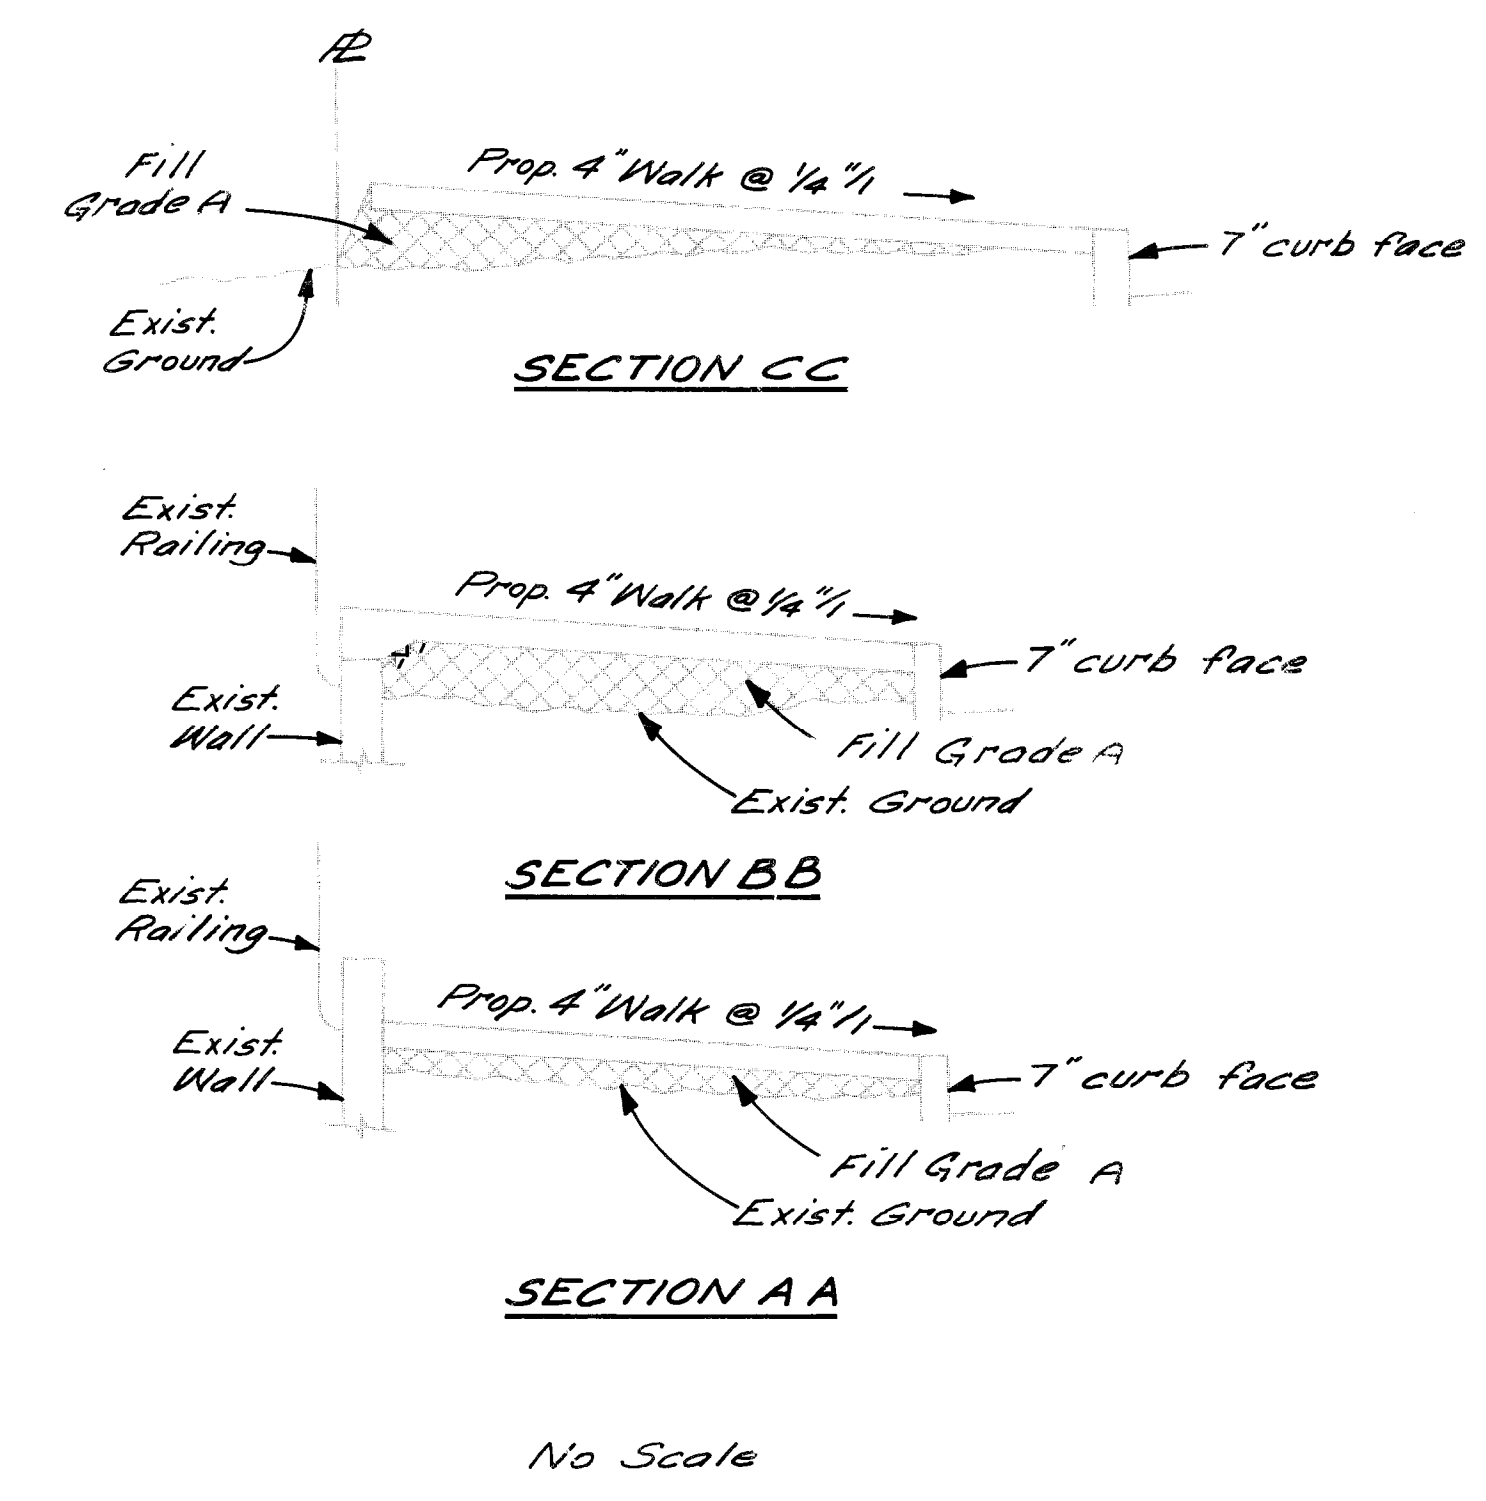 PL
Fill
Grade A
Prop. 4" Walk @ 1/4"/1
7" curb face
Exist.
Ground
SECTION CC
Exist.
Railing
Prop. 4" Walk @ 1/4"/1
7" curb face
Exist.
Wall
Fill Grade A
Exist. Ground
SECTION BB
Exist.
Railing
Prop. 4" Walk @ 1/4"/1
Exist.
Wall
7" curb face
Fill Grade A
Exist. Ground
SECTION AA
No Scale